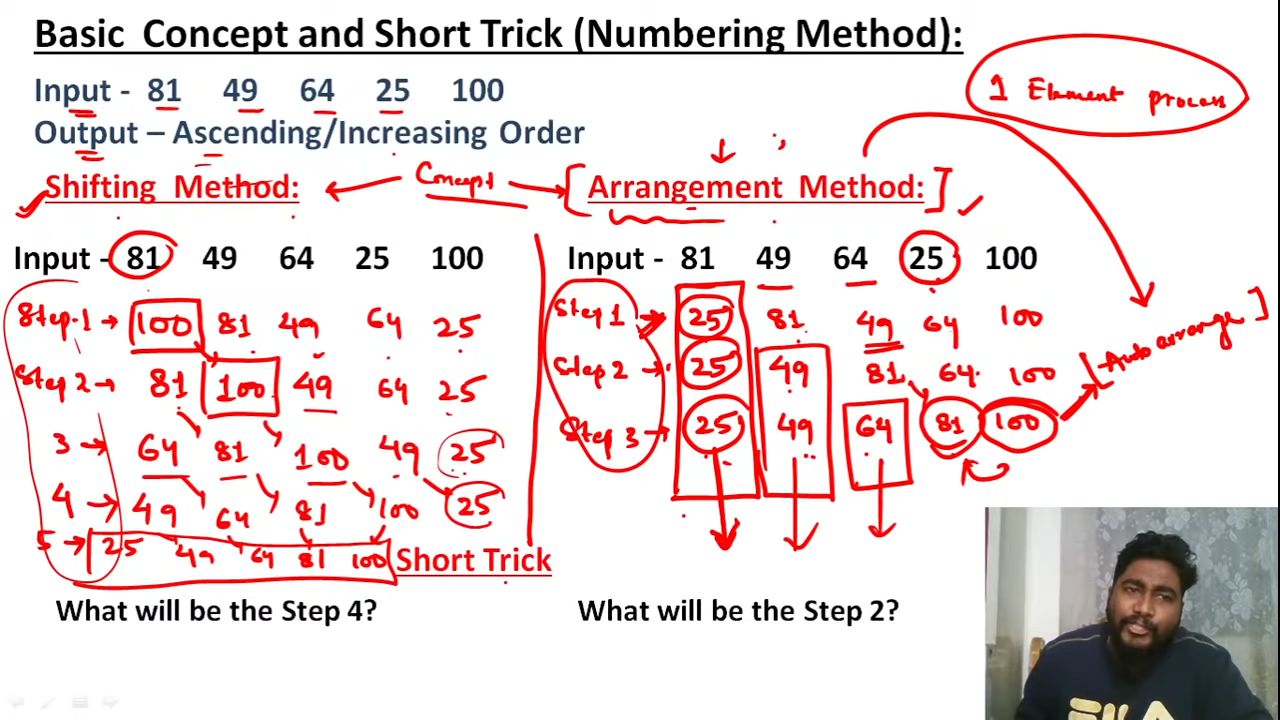 Basic Concept and Short Trick (Numbering Method):
Input - 81 49 64 25 100
1 Element process
Output – Ascending/Increasing Order
Shifting Method:
Concept
[ Arrangement Method: ]
Input - 81 49 64 25 100
Step-1 → 100 81 49 64 25
Step 2 → 81 100 49 64 25
3 → 64 81 100 49 25
4 → 49 64 81 100 25
5 → 25 49 64 81 100
Short Trick
What will be the Step 4?
Input - 81 49 64 25 100
Step 1 → 25 81 49 64 100
Step 2 → 25 49 81 64 100
Step 3 → 25 49 64 81 100
[Auto arrange]
What will be the Step 2?
FILA